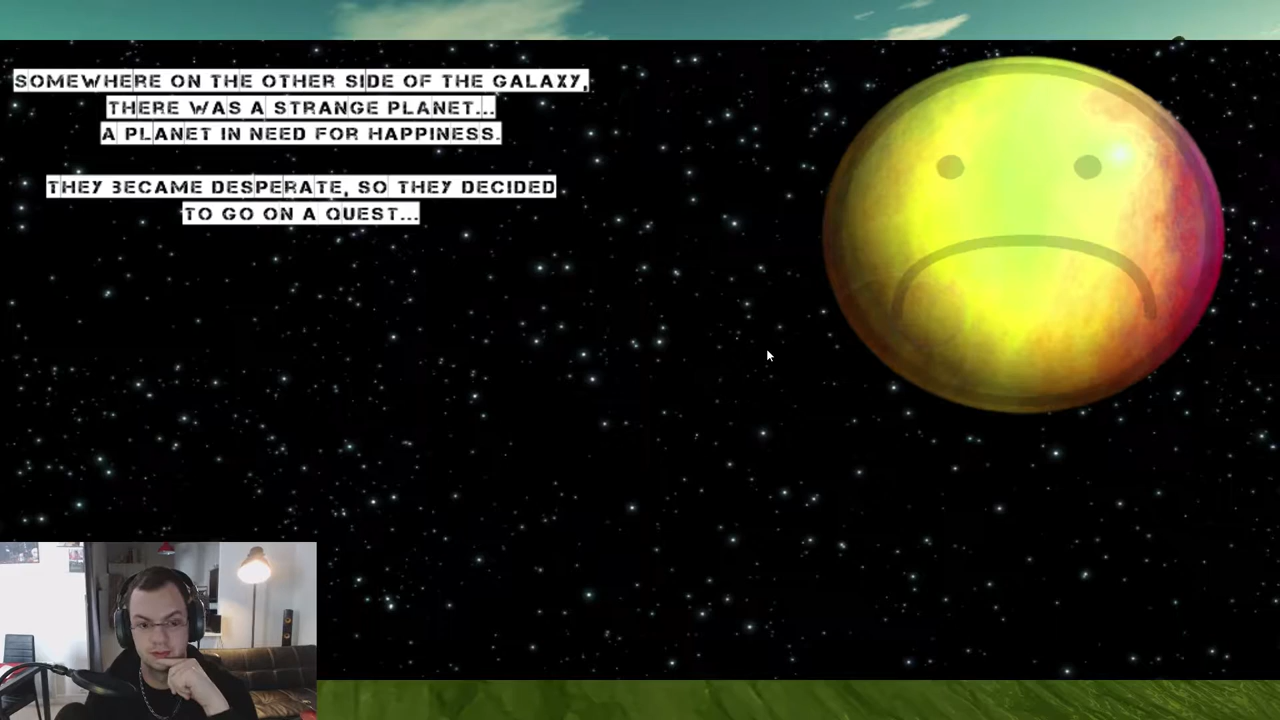 SOMEWHERE ON THE OTHER SIDE OF THE GALAXY,
THERE WAS A STRANGE PLANET...
A PLANET IN NEED FOR HAPPINESS.
THEY BECAME DESPERATE, SO THEY DECIDED
TO GO ON A QUEST...